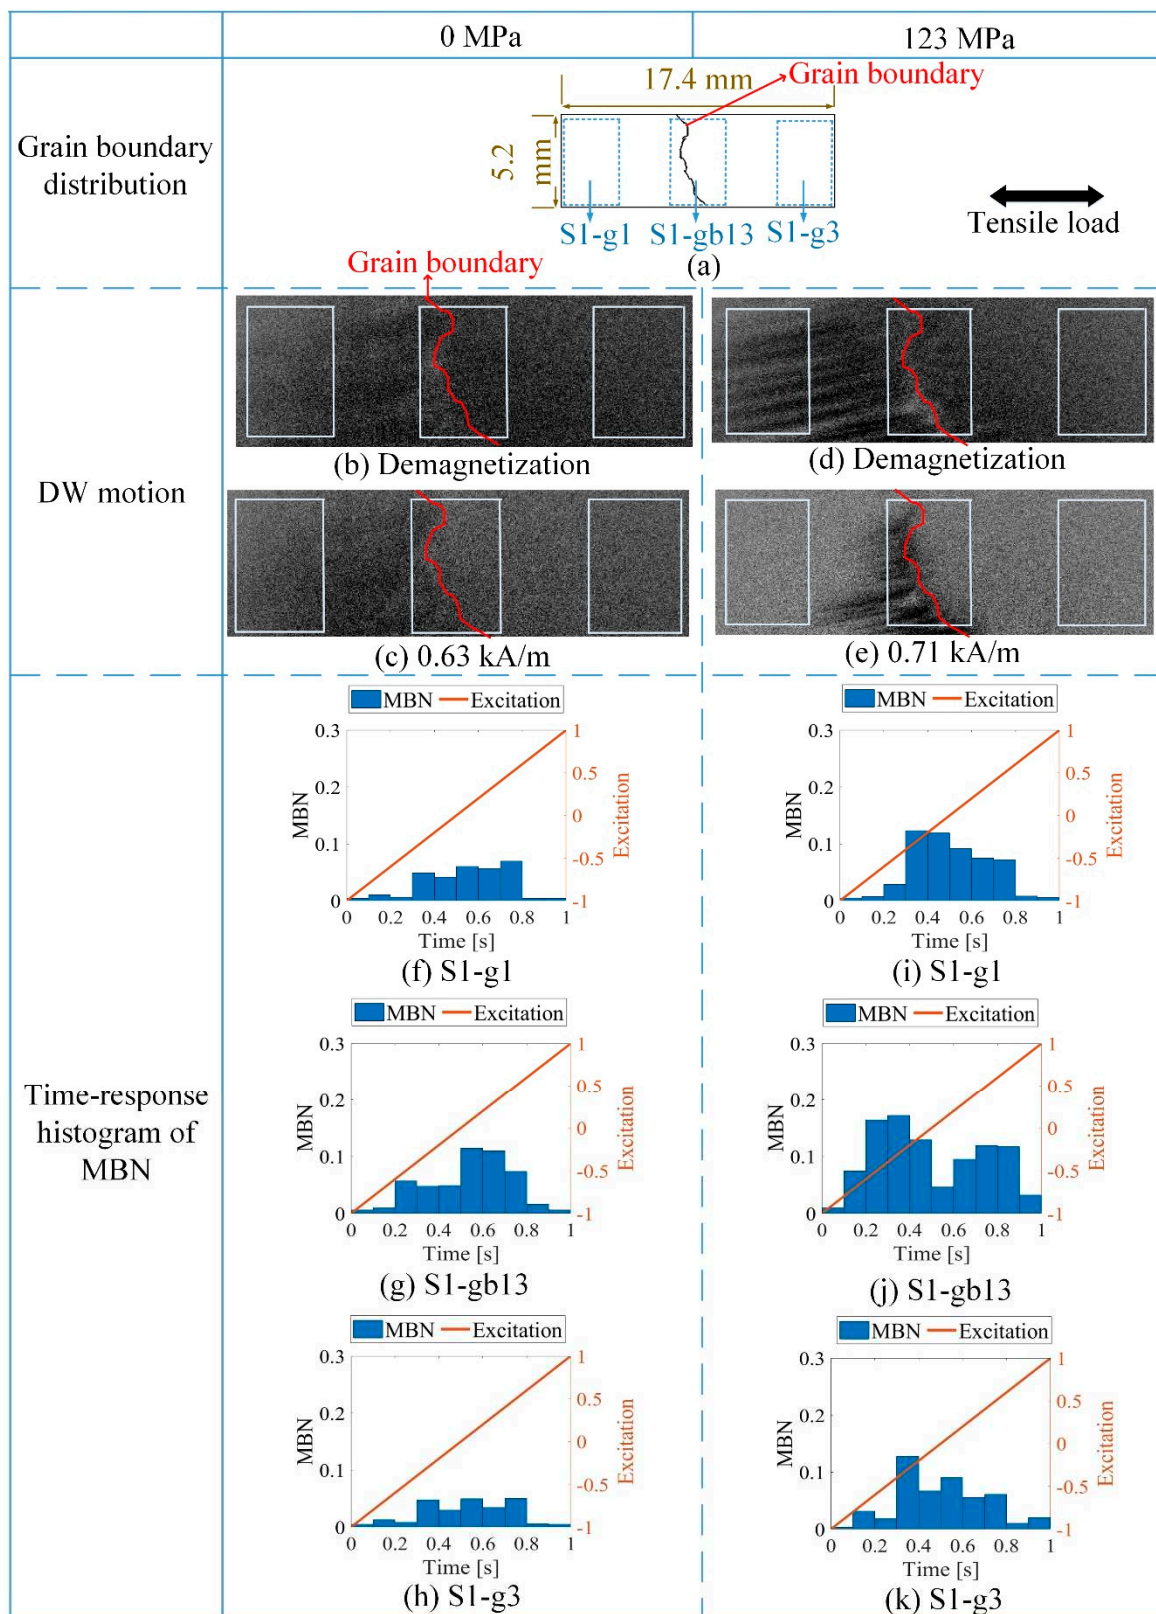 0 MPa
123 MPa
Grain boundary
distribution
17.4 mm
Grain boundary
5.2
mm
S1-g1
S1-gb13
S1-g3
(a)
Tensile load
Grain boundary
DW motion
(b) Demagnetization
(d) Demagnetization
(c) 0.63 kA/m
(e) 0.71 kA/m
Time-response
histogram of
MBN
MBN
Excitation
0.3
0.2
0.1
0
MBN
1
0.5
0
-0.5
-1
Excitation
0 0.2 0.4 0.6 0.8 1
Time [s]
(f) S1-g1
MBN
Excitation
0.3
0.2
0.1
0
MBN
1
0.5
0
-0.5
-1
Excitation
0 0.2 0.4 0.6 0.8 1
Time [s]
(i) S1-g1
MBN
Excitation
0.3
0.2
0.1
0
MBN
1
0.5
0
-0.5
-1
Excitation
0 0.2 0.4 0.6 0.8 1
Time [s]
(g) S1-gb13
MBN
Excitation
0.3
0.2
0.1
0
MBN
1
0.5
0
-0.5
-1
Excitation
0 0.2 0.4 0.6 0.8 1
Time [s]
(j) S1-gb13
MBN
Excitation
0.3
0.2
0.1
0
MBN
1
0.5
0
-0.5
-1
Excitation
0 0.2 0.4 0.6 0.8 1
Time [s]
(h) S1-g3
MBN
Excitation
0.3
0.2
0.1
0
MBN
1
0.5
0
-0.5
-1
Excitation
0 0.2 0.4 0.6 0.8 1
Time [s]
(k) S1-g3